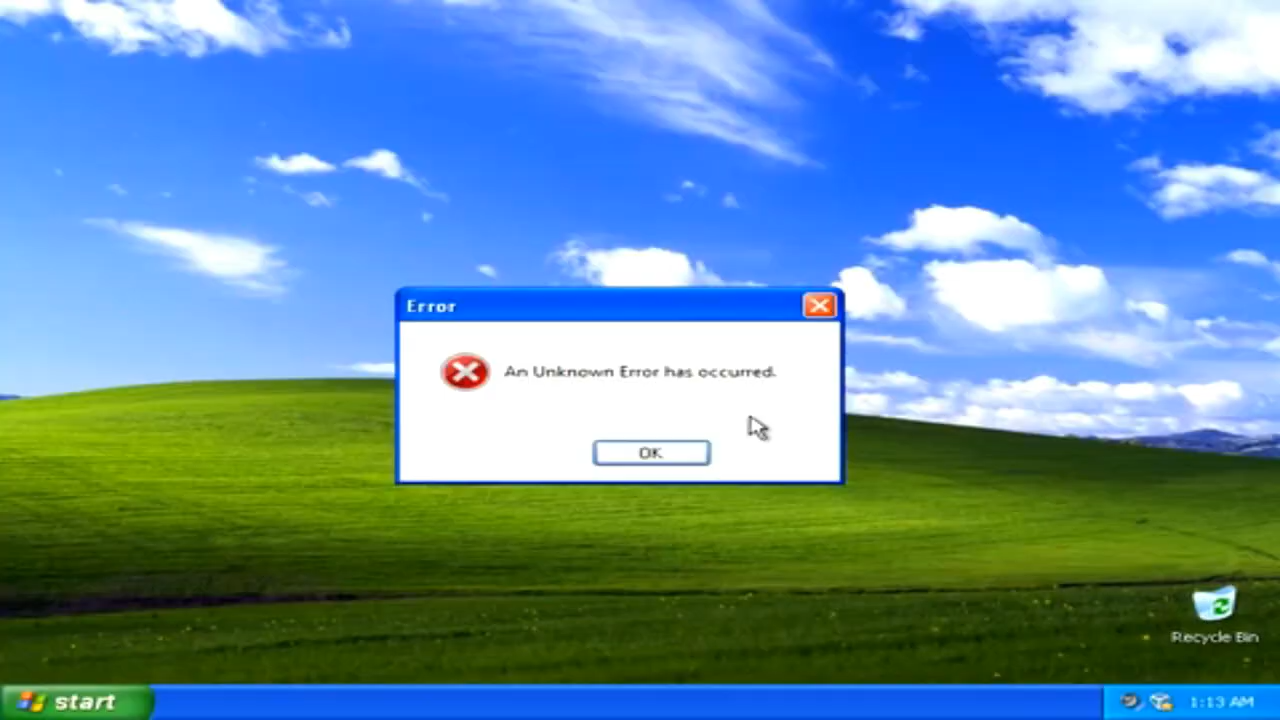 Error
An Unknown Error has occurred.
OK
Recycle Bin
start
1:13 AM